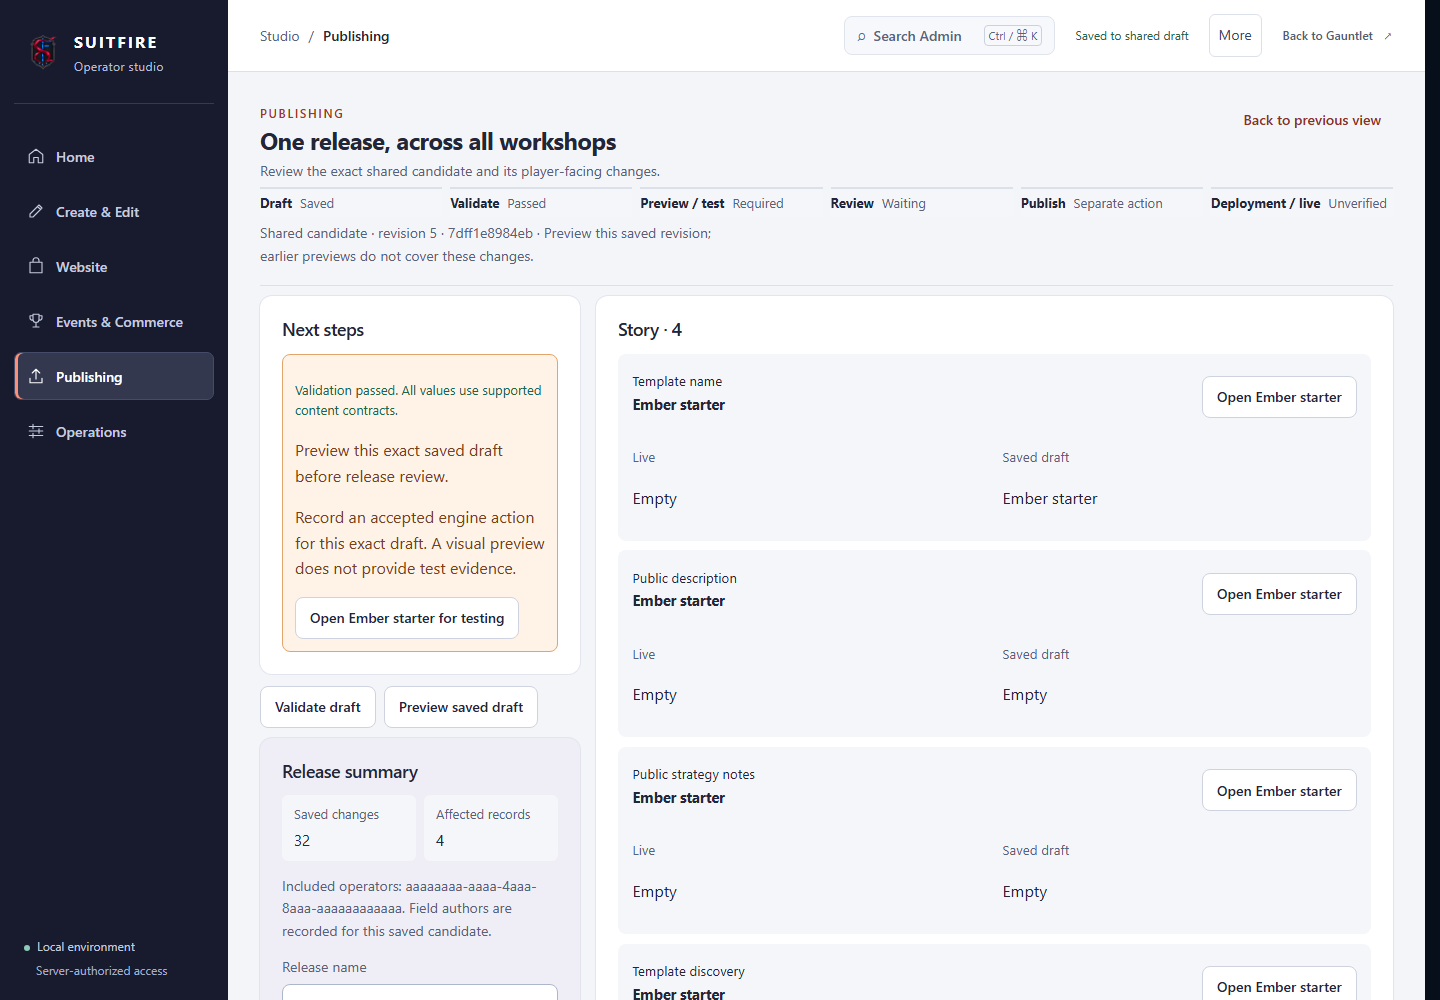 SUITFIRE
Operator studio
Home
Create & Edit
Website
Events & Commerce
Publishing
Operations
Local environment
Server-authorized access
Studio / Publishing
Search Admin Ctrl / ⌘ K
Saved to shared draft
More
Back to Gauntlet ↗
PUBLISHING
One release, across all workshops
Review the exact shared candidate and its player-facing changes.
Back to previous view
Draft Saved
Validate Passed
Preview / test Required
Review Waiting
Publish Separate action
Deployment / live Unverified
Shared candidate · revision 5 · 7dff1e8984eb · Preview this saved revision;
earlier previews do not cover these changes.
Next steps
Validation passed. All values use supported
content contracts.
Preview this exact saved draft
before release review.
Record an accepted engine action
for this exact draft. A visual preview
does not provide test evidence.
Open Ember starter for testing
Validate draft
Preview saved draft
Release summary
Saved changes
32
Affected records
4
Included operators: aaaaaaaa-aaaa-4aaa-
8aaa-aaaaaaaaaaaa. Field authors are
recorded for this saved candidate.
Release name
Story · 4
Template name
Ember starter
Open Ember starter
Live
Empty
Saved draft
Ember starter
Public description
Ember starter
Open Ember starter
Live
Empty
Saved draft
Empty
Public strategy notes
Ember starter
Open Ember starter
Live
Empty
Saved draft
Empty
Template discovery
Ember starter
Open Ember starter